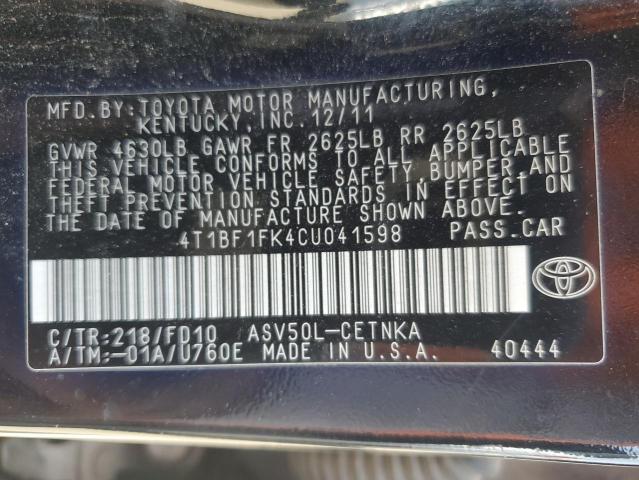 MFD.BY:TOYOTA MOTOR MANUFACTURING,
KENTUCKY,INC.12/11
GVWR 4630LB GAWR FR 2625LB RR 2625LB
THIS VEHICLE CONFORMS TO ALL APPLICABLE
FEDERAL MOTOR VEHICLE SAFETY,BUMPER,AND
THEFT PREVENTION STANDARDS IN EFFECT ON
THE DATE OF MANUFACTURE SHOWN ABOVE.
4T1BF1FK4CU041598 PASS.CAR
C/TR:218/FD10 ASV50L-CETNKA
A/TM:-01A/U760E MADE IN U.S.A. 40444